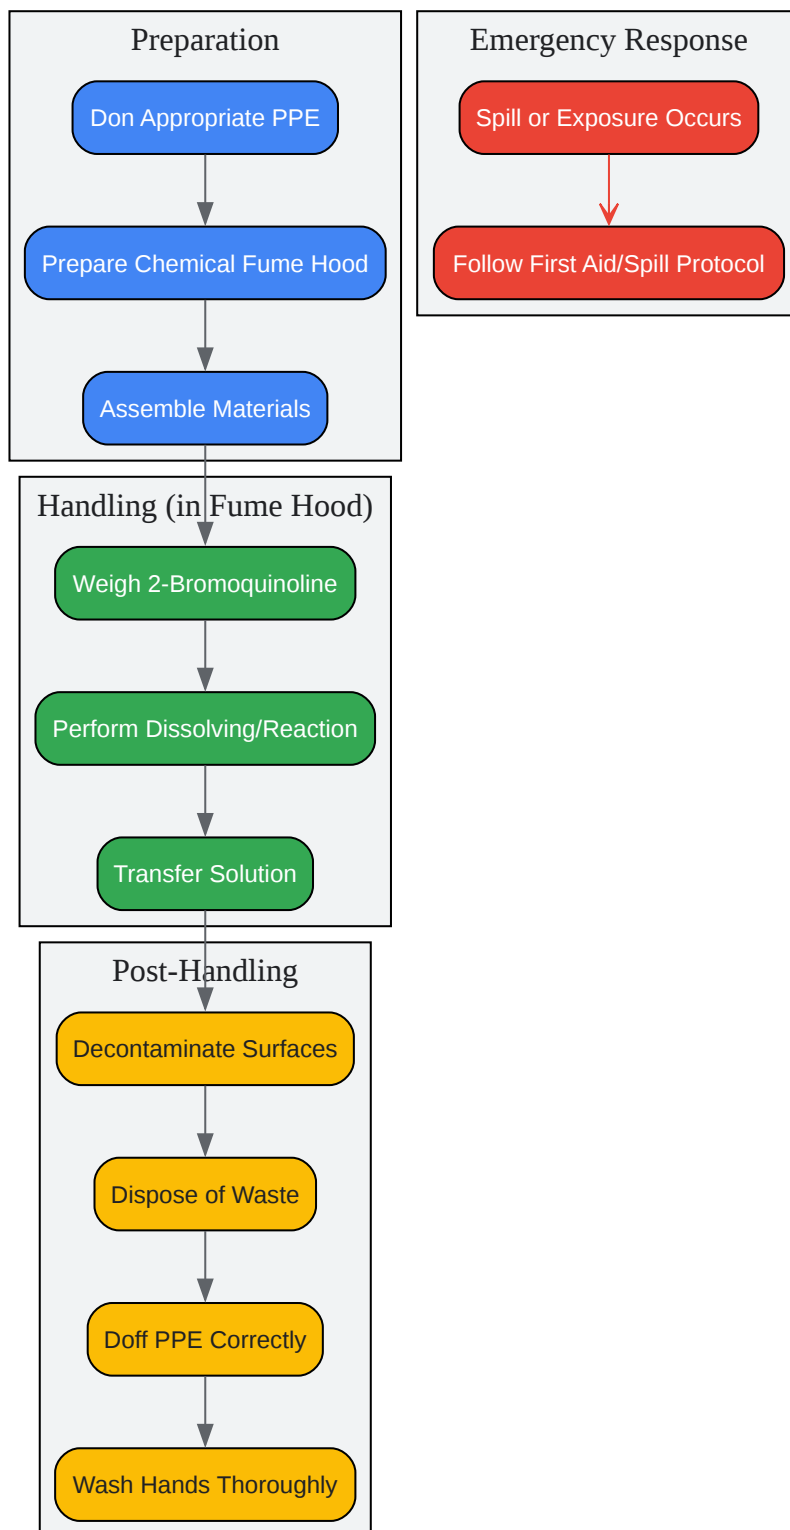 Preparation
Don Appropriate PPE
Prepare Chemical Fume Hood
Assemble Materials
Handling (in Fume Hood)
Weigh 2-Bromoquinoline
Perform Dissolving/Reaction
Transfer Solution
Post-Handling
Decontaminate Surfaces
Dispose of Waste
Doff PPE Correctly
Wash Hands Thoroughly
Emergency Response
Spill or Exposure Occurs
Follow First Aid/Spill Protocol